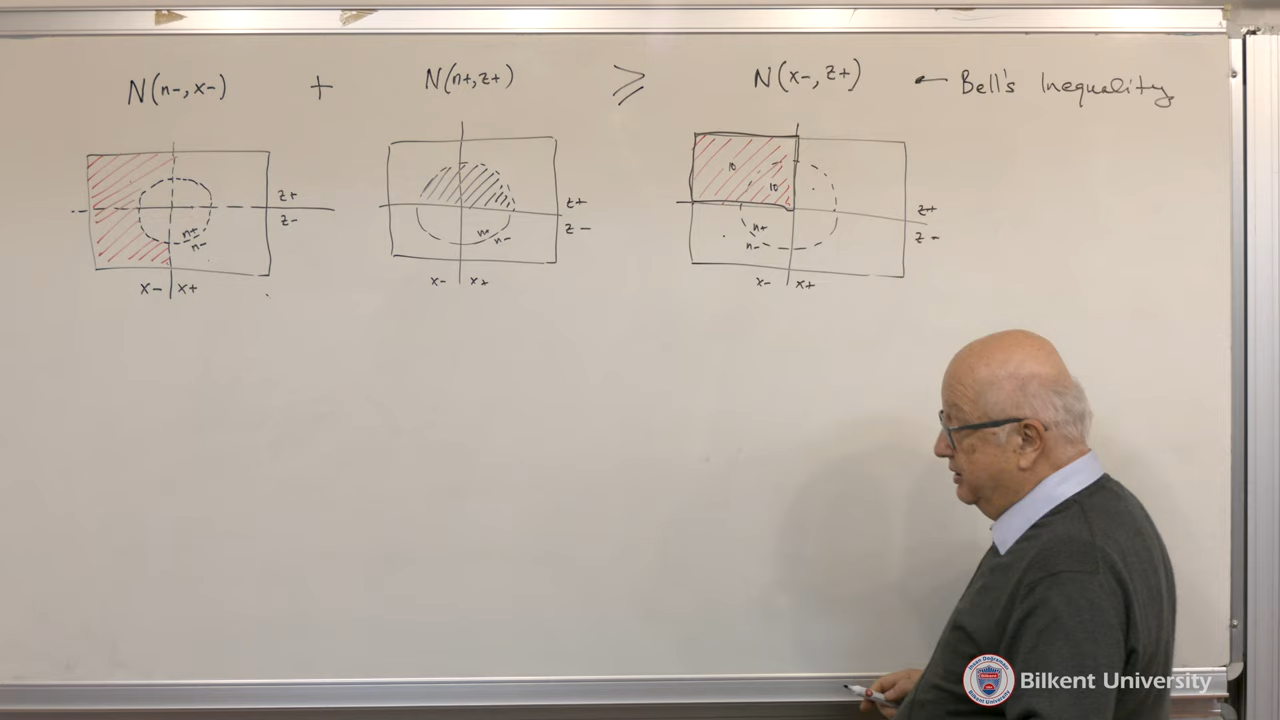 N(n-, x-) + N(n+, z+) ≥ N(x-, z+) ← Bell's Inequality
z+
z-
n+
n-
x- x+
z+
z-
n-
x- x+
10
10
z+
z-
n+
n-
x- x+
Bilkent University